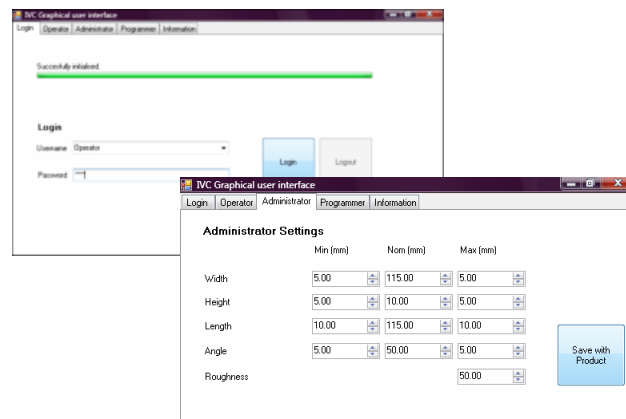 IVC Graphical user interface
Login Operator Administrator Programmer Information
Succesfully initialised.
Login
Username Operator
Login Logout
Password ****
IVC Graphical user interface
Login Operator Administrator Programmer Information
Administrator Settings
Min (mm) Nom (mm) Max (mm)
Width 5.00 115.00 5.00
Height 5.00 10.00 5.00
Length 10.00 115.00 10.00
Angle 5.00 50.00 5.00
Save with
Product
Roughness 50.00